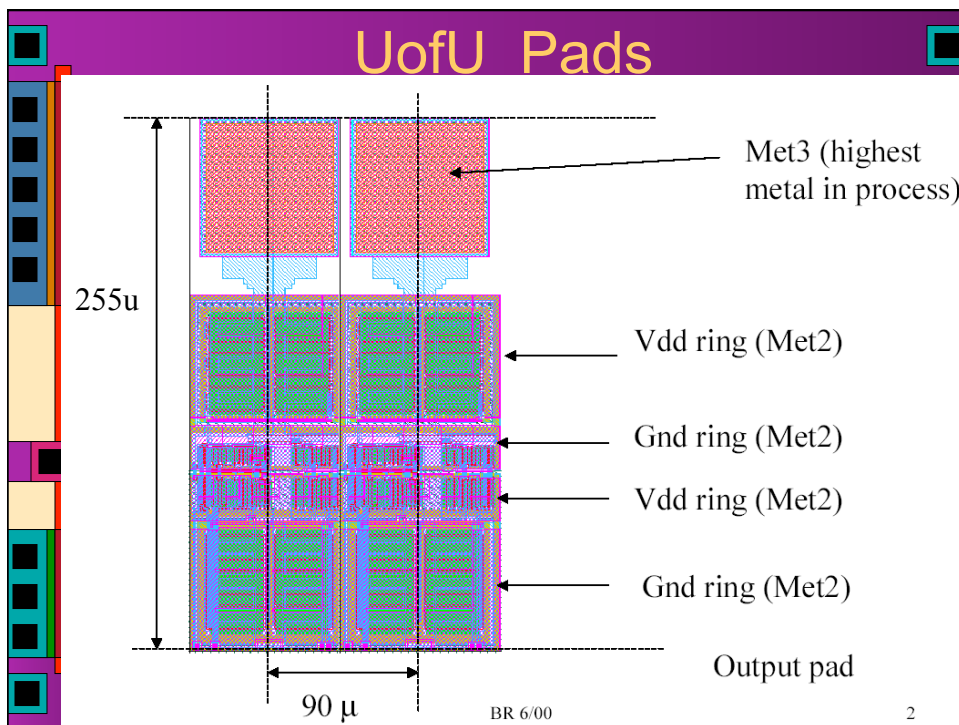 UofU Pads
Met3 (highest
metal in process)
255u
Vdd ring (Met2)
Gnd ring (Met2)
Vdd ring (Met2)
Gnd ring (Met2)
Output pad
90 μ
BR 6/00
2